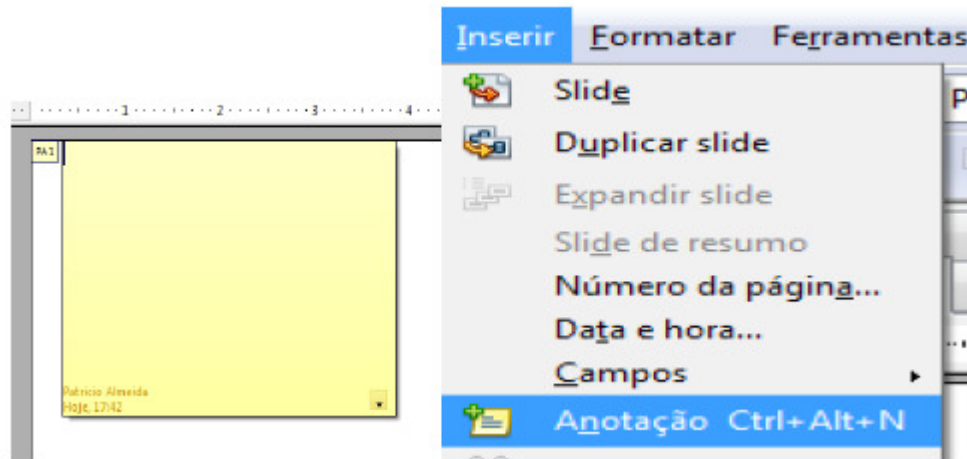 1 2 3 4
PA1
Patricio Almeida
Hoje, 17:42
Inserir Formatar Ferramentas
Slide
Duplicar slide
Expandir slide
Slide de resumo
Número da página...
Data e hora...
Campos
Anotação Ctrl+Alt+N